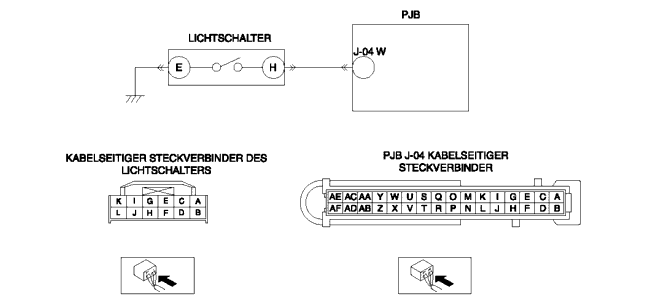 PJB
LICHTSCHALTER
J-04 W
E H
KABELSEITIGER STECKVERBINDER DES
LICHTSCHALTERS
PJB J-04 KABELSEITIGER
STECKVERBINDER
K I G E C A
L J H F D B
AE AC AA Y W U S Q O M K I G E C A
AF AD AB Z X V T R P N L J H F D B